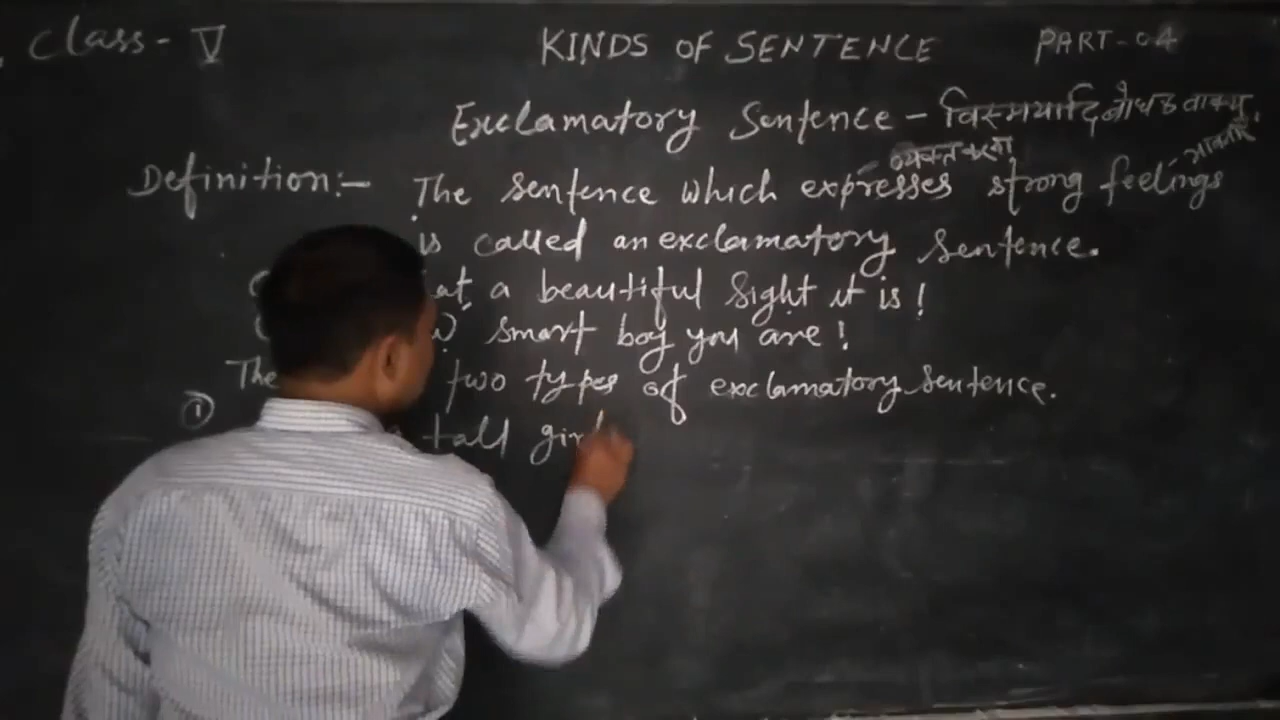 Class - V
KINDS OF SENTENCE
PART-04
Exclamatory Sentence - विस्मयादिबोधक वाक्य
व्यक्त करना
Definition:- The sentence which expresses strong feelings
is called an exclamatory sentence.
a beautiful sight it is!
smart boy you are!
two types of exclamatory sentence.
① tall girl